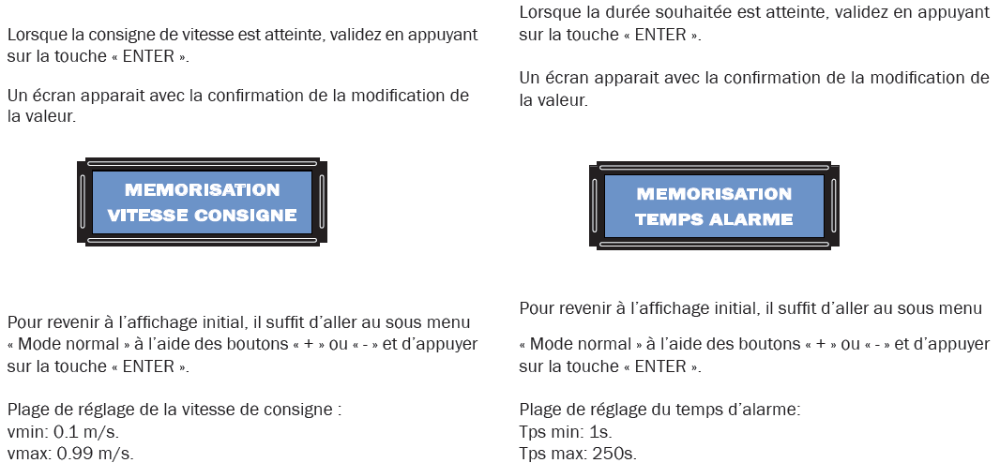 Lorsque la consigne de vitesse est atteinte, validez en appuyant
sur la touche « ENTER ».
Un écran apparait avec la confirmation de la modification de
la valeur.
MEMORISATION
VITESSE CONSIGNE
Pour revenir à l'affichage initial, il suffit d'aller au sous menu
« Mode normal » à l'aide des boutons « + » ou « - » et d'appuyer
sur la touche « ENTER ».
Plage de réglage de la vitesse de consigne :
vmin: 0.1 m/s.
vmax: 0.99 m/s.
Lorsque la durée souhaitée est atteinte, validez en appuyant
sur la touche « ENTER ».
Un écran apparait avec la confirmation de la modification de
la valeur.
MEMORISATION
TEMPS ALARME
Pour revenir à l'affichage initial, il suffit d'aller au sous menu
« Mode normal » à l'aide des boutons « + » ou « - » et d'appuyer
sur la touche « ENTER ».
Plage de réglage du temps d'alarme:
Tps min: 1s.
Tps max: 250s.